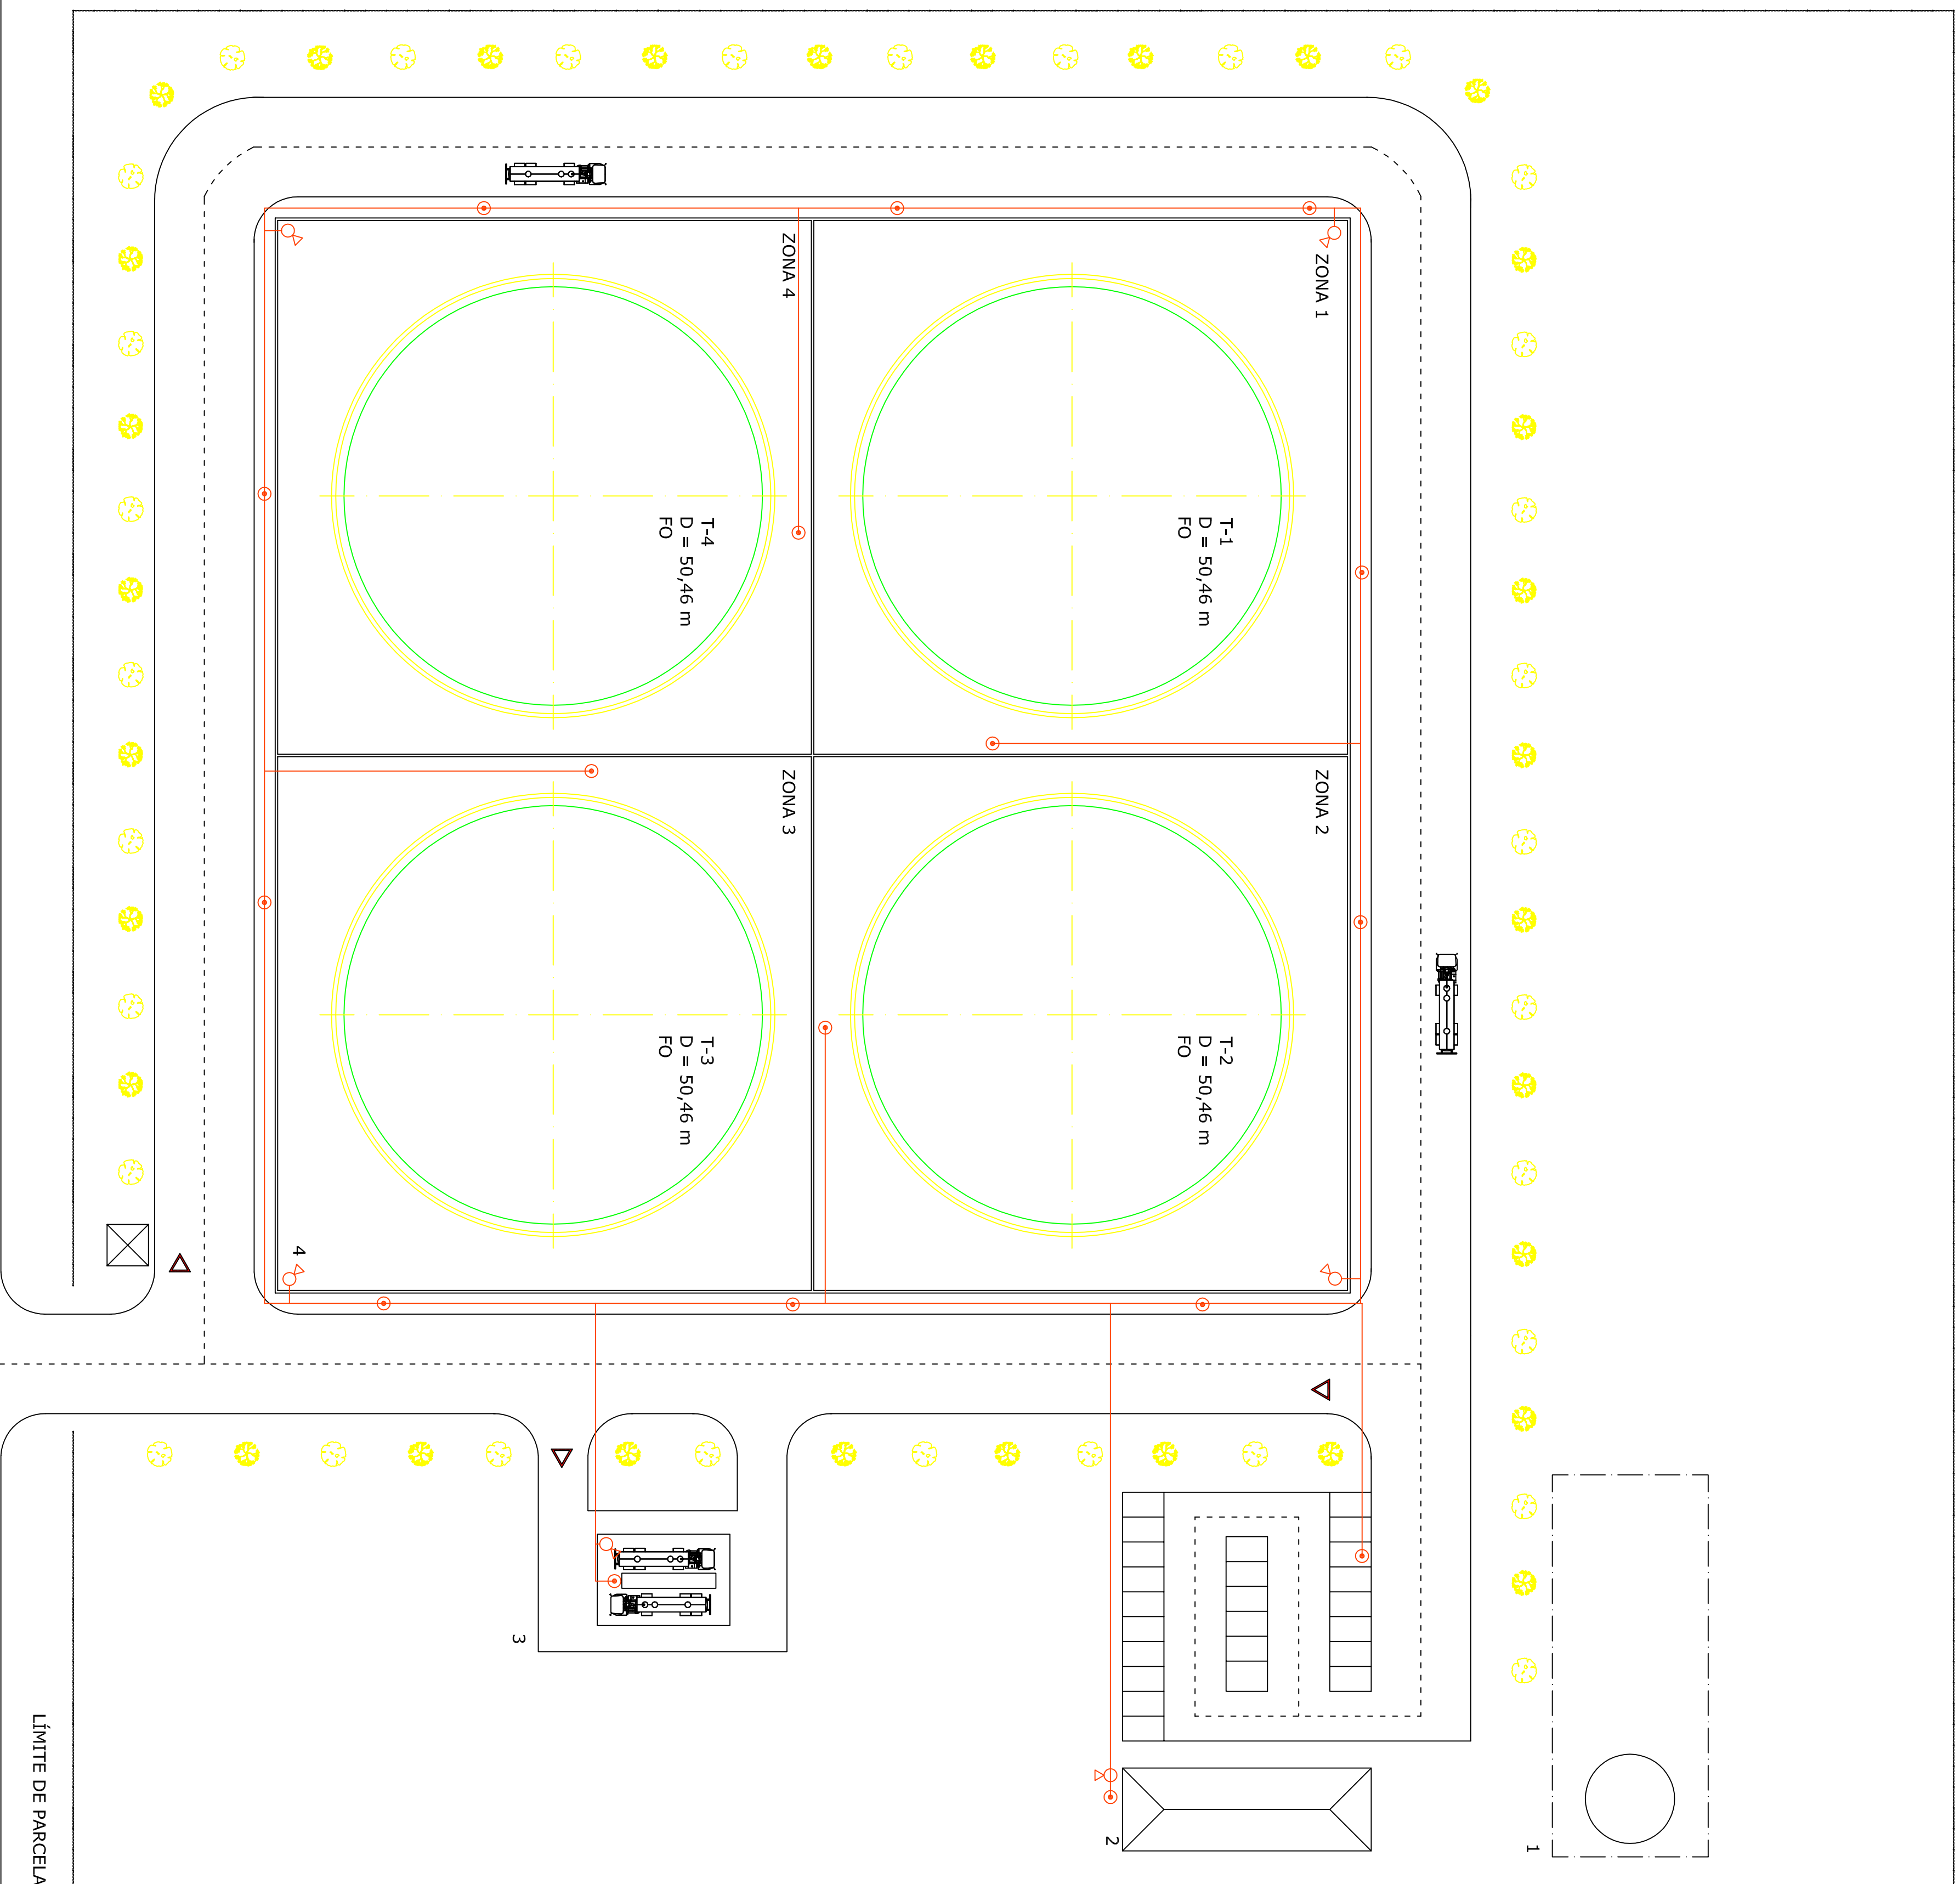 ZONA 1
T-1
D = 50,46 m
FO
ZONA 2
T-2
D = 50,46 m
FO
ZONA 4
T-4
D = 50,46 m
FO
ZONA 3
T-3
D = 50,46 m
FO
1
2
3
4
LÍMITE DE PARCELA